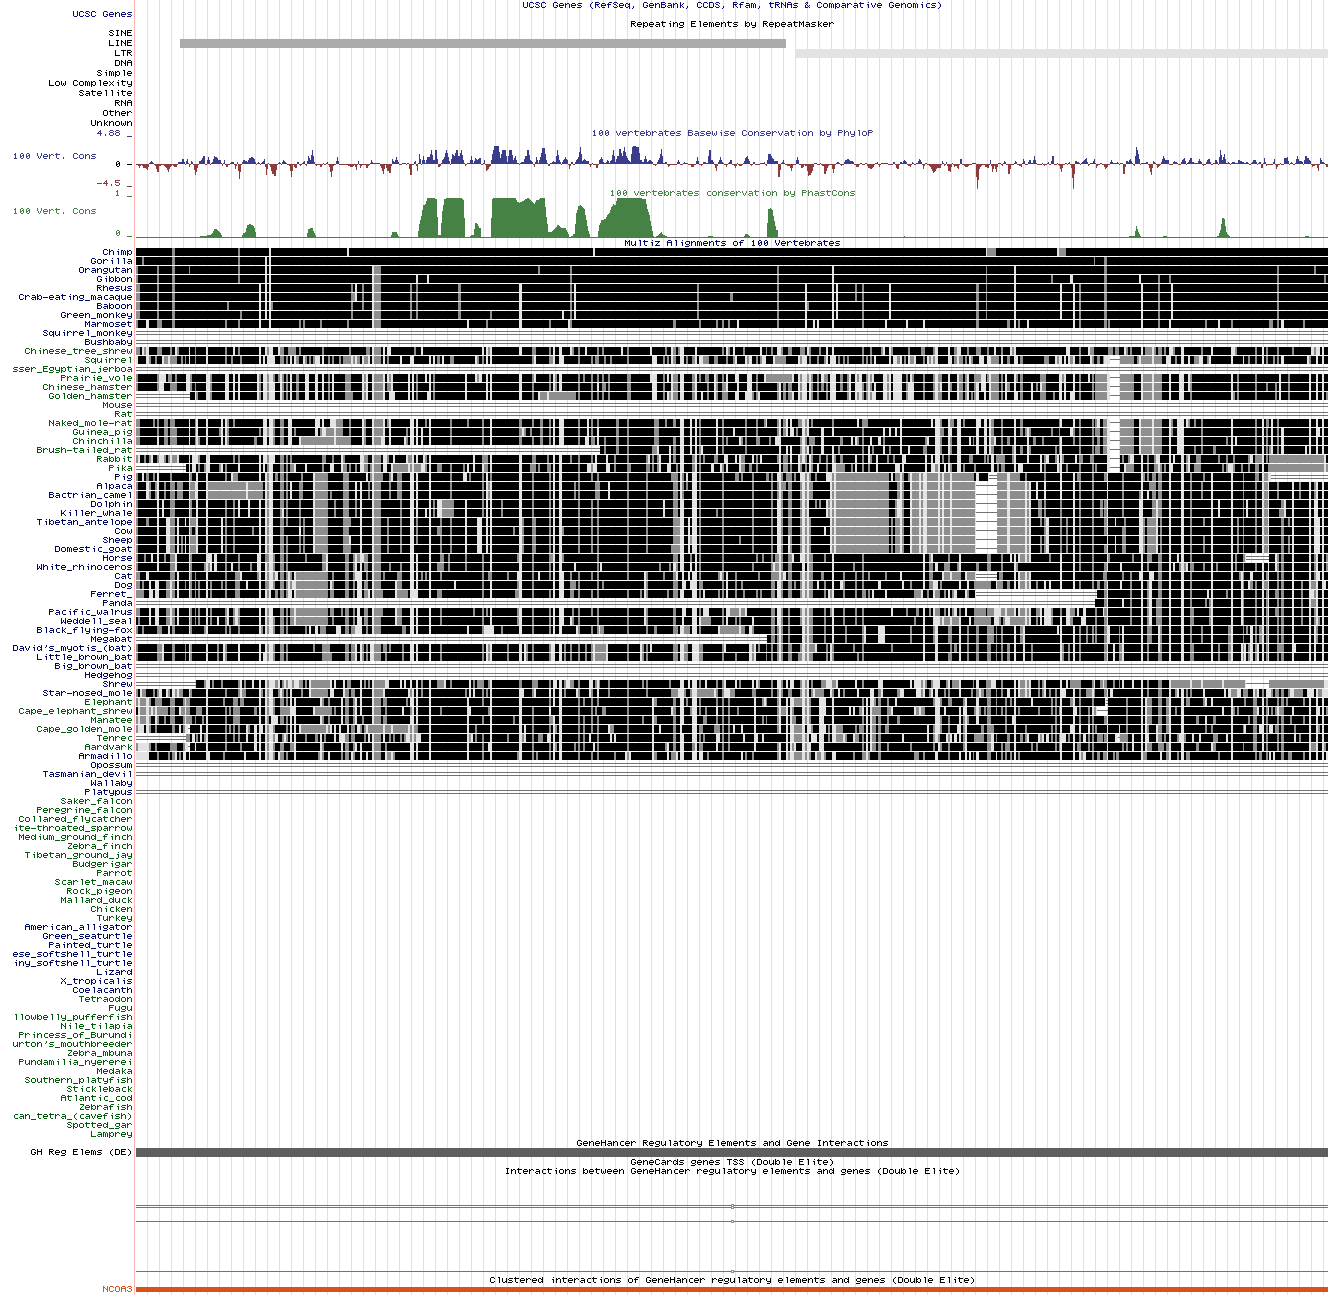 UCSC Genes (RefSeq, GenBank, CCDS, Rfam, tRNAs & Comparative Genomics)
UCSC Genes
Repeating Elements by RepeatMasker
SINE
LINE
LTR
DNA
Simple
Low Complexity
Satellite
RNA
Other
Unknown
4.88 _
100 vertebrates Basewise Conservation by PhyloP
100 Vert. Cons
0 _
-4.5 _
1 _
100 vertebrates conservation by PhastCons
100 Vert. Cons
0 _
Multiz Alignments of 100 Vertebrates
Chimp
Gorilla
Orangutan
Gibbon
Rhesus
Crab-eating_macaque
Baboon
Green_monkey
Marmoset
Squirrel_monkey
Bushbaby
Chinese_tree_shrew
Squirrel
sser_Egyptian_jerboa
Prairie_vole
Chinese_hamster
Golden_hamster
Mouse
Rat
Naked_mole-rat
Guinea_pig
Chinchilla
Brush-tailed_rat
Rabbit
Pika
Pig
Alpaca
Bactrian_camel
Dolphin
Killer_whale
Tibetan_antelope
Cow
Sheep
Domestic_goat
Horse
White_rhinoceros
Cat
Dog
Ferret_
Panda
Pacific_walrus
Weddell_seal
Black_flying-fox
Megabat
David's_myotis_(bat)
Little_brown_bat
Big_brown_bat
Hedgehog
Shrew
Star-nosed_mole
Elephant
Cape_elephant_shrew
Manatee
Cape_golden_mole
Tenrec
Aardvark
Armadillo
Opossum
Tasmanian_devil
Wallaby
Platypus
Saker_falcon
Peregrine_falcon
Collared_flycatcher
ite-throated_sparrow
Medium_ground_finch
Zebra_finch
Tibetan_ground_jay
Budgerigar
Parrot
Scarlet_macaw
Rock_pigeon
Mallard_duck
Chicken
Turkey
American_alligator
Green_seaturtle
Painted_turtle
ese_softshell_turtle
iny_softshell_turtle
Lizard
X_tropicalis
Coelacanth
Tetraodon
Fugu
llowbelly_pufferfish
Nile_tilapia
Princess_of_Burundi
urton's_mouthbreeder
Zebra_mbuna
Pundamilia_nyererei
Medaka
Southern_platyfish
Stickleback
Atlantic_cod
Zebrafish
can_tetra_(cavefish)
Spotted_gar
Lamprey
GeneHancer Regulatory Elements and Gene Interactions
GH Reg Elems (DE)
GeneCards genes TSS (Double Elite)
Interactions between GeneHancer regulatory elements and genes (Double Elite)
Clustered interactions of GeneHancer regulatory elements and genes (Double Elite)
NCOA3